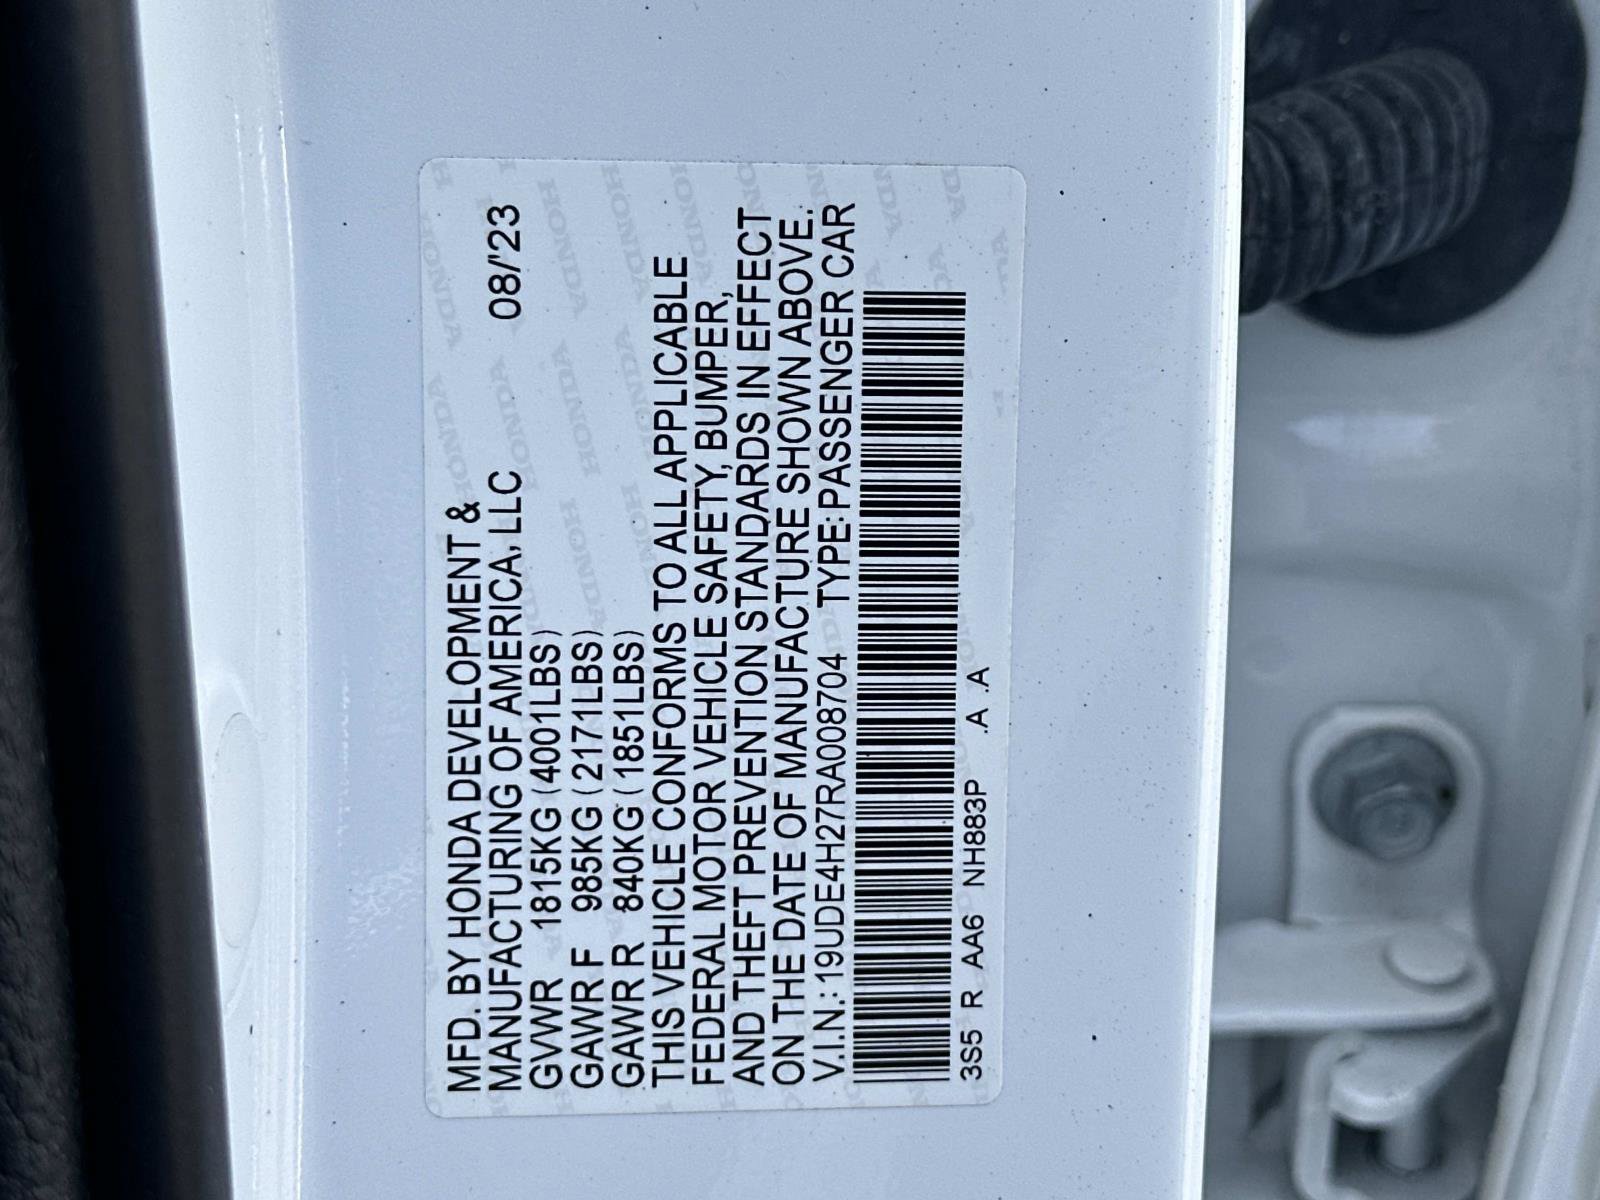 MFD. BY HONDA DEVELOPMENT &
MANUFACTURING OF AMERICA, LLC 08/'23
GVWR 1815KG (4001LBS)
GAWR F 985KG (2171LBS)
GAWR R 840KG (1851LBS)
THIS VEHICLE CONFORMS TO ALL APPLICABLE
FEDERAL MOTOR VEHICLE SAFETY, BUMPER,
AND THEFT PREVENTION STANDARDS IN EFFECT
ON THE DATE OF MANUFACTURE SHOWN ABOVE.
V.I.N.: 19UDE4H27RA008704 TYPE: PASSENGER CAR
3S5 R AA6 NH883P .A .A